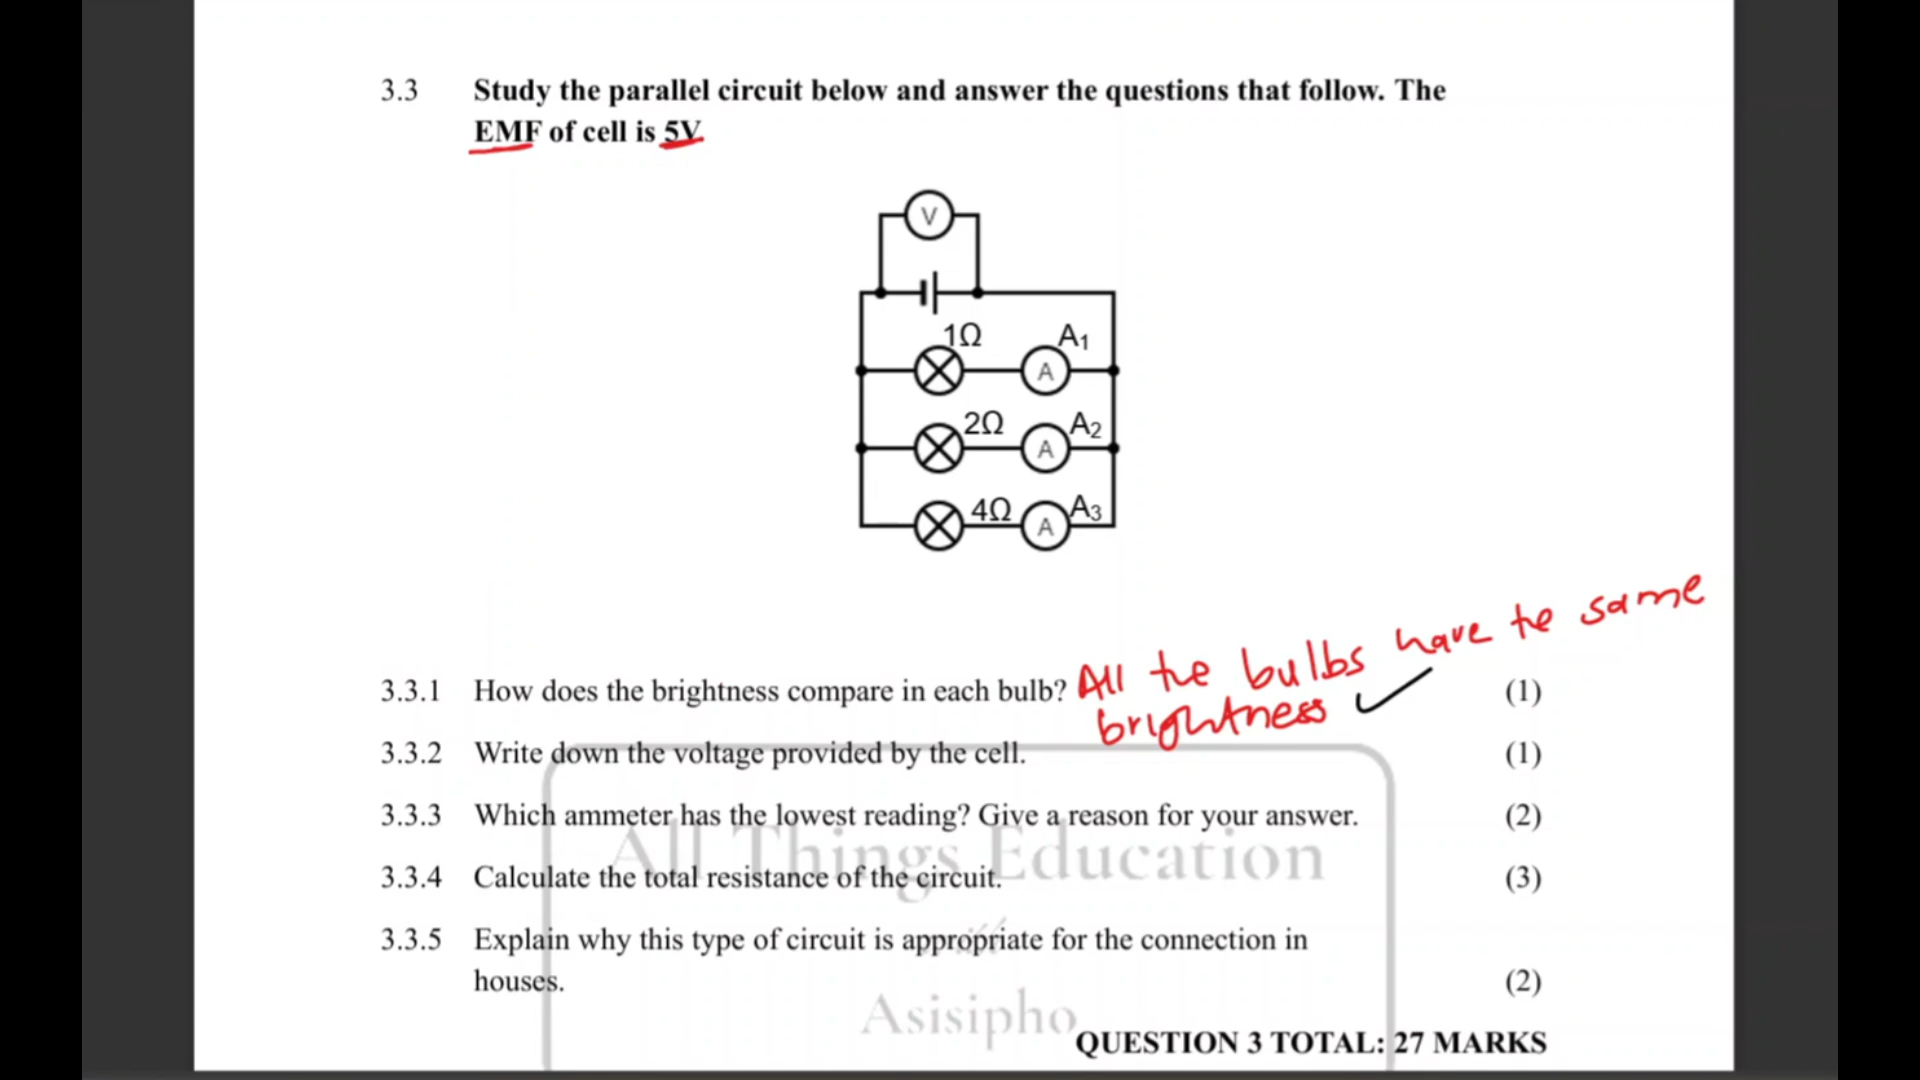 3.3 Study the parallel circuit below and answer the questions that follow. The
EMF of cell is 5V
V
1Ω A1
A
2Ω A2
A
4Ω A3
A
All the bulbs have the same
3.3.1 How does the brightness compare in each bulb? (1)
brightness
3.3.2 Write down the voltage provided by the cell. (1)
3.3.3 Which ammeter has the lowest reading? Give a reason for your answer. (2)
All Things Education
3.3.4 Calculate the total resistance of the circuit. (3)
3.3.5 Explain why this type of circuit is appropriate for the connection in
houses. (2)
Asisipho
QUESTION 3 TOTAL: 27 MARKS